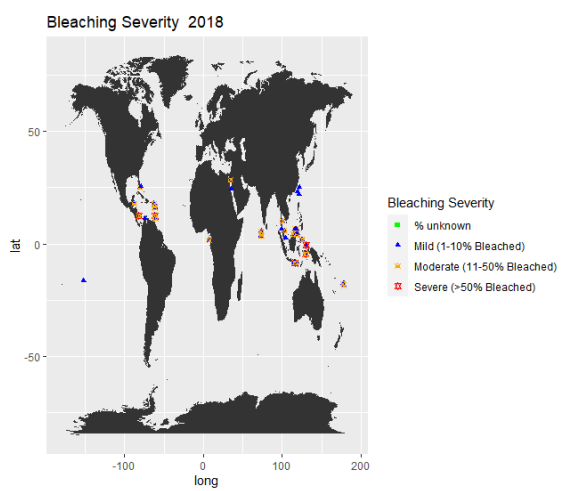 Bleaching Severity 2018
50
0
-50
lat
-100
0
100
200
long
Bleaching Severity
% unknown
Mild (1-10% Bleached)
Moderate (11-50% Bleached)
Severe (>50% Bleached)